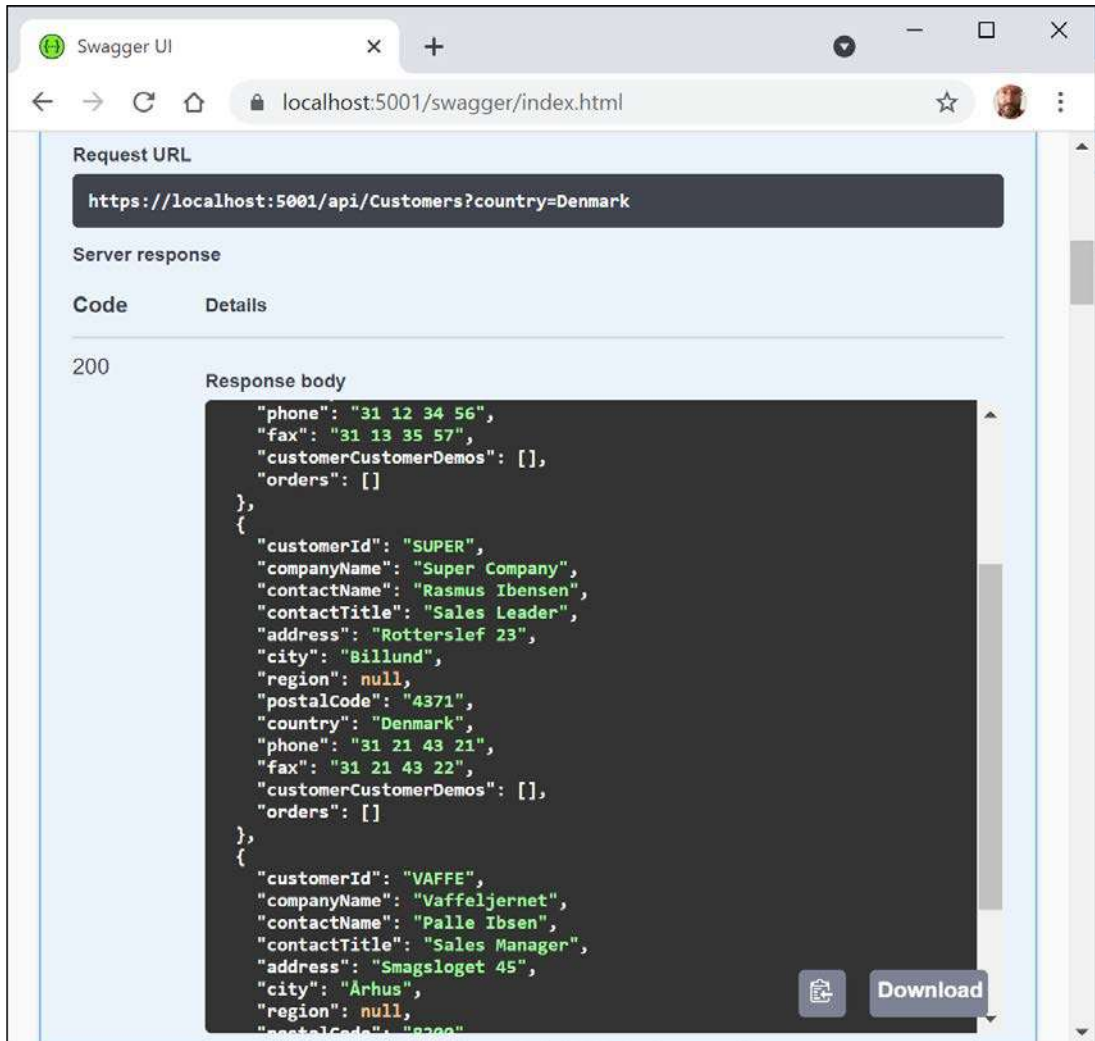 Swagger UI
localhost:5001/swagger/index.html
Request URL
https://localhost:5001/api/Customers?country=Denmark
Server response
Code Details
200
Response body
"phone": "31 12 34 56",
"fax": "31 13 35 57",
"customerCustomerDemos": [],
"orders": []
},
{
"customerId": "SUPER",
"companyName": "Super Company",
"contactName": "Rasmus Ibensen",
"contactTitle": "Sales Leader",
"address": "Rotterslef 23",
"city": "Billund",
"region": null,
"postalCode": "4371",
"country": "Denmark",
"phone": "31 21 43 21",
"fax": "31 21 43 22",
"customerCustomerDemos": [],
"orders": []
},
{
"customerId": "VAFFE",
"companyName": "Vaffeljernet",
"contactName": "Palle Ibsen",
"contactTitle": "Sales Manager",
"address": "Smagsloget 45",
"city": "Århus",
"region": null,
"postalCode": "8200"
Download